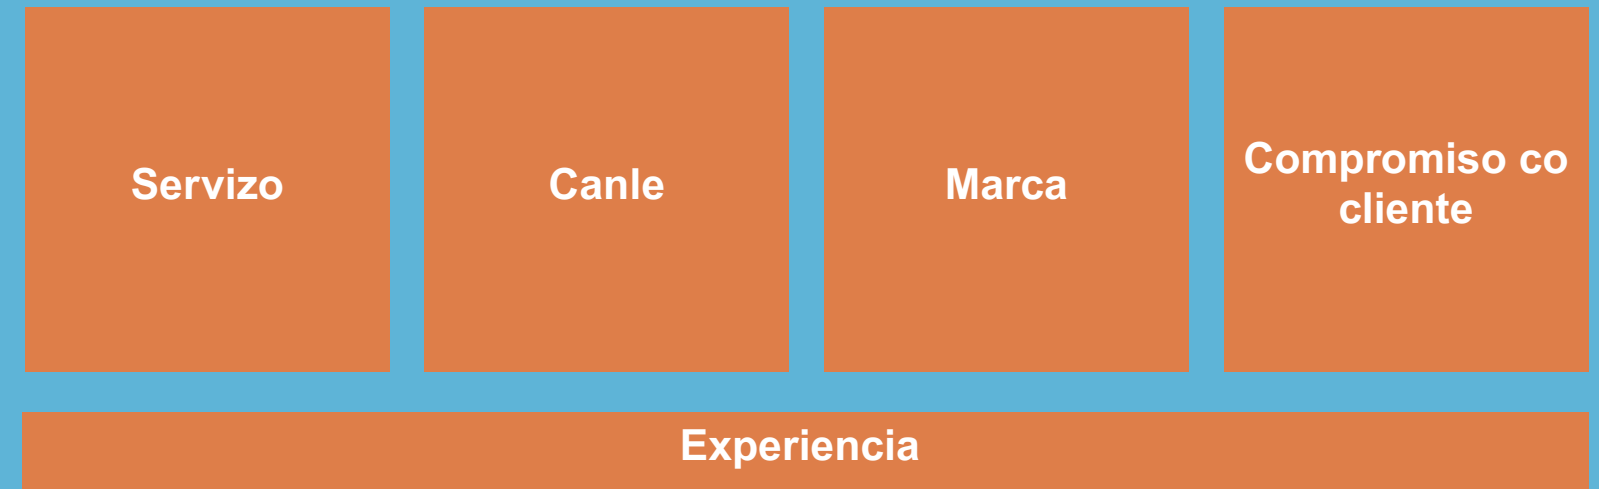 Servizo
Canle
Marca
Compromiso co
cliente
Experiencia